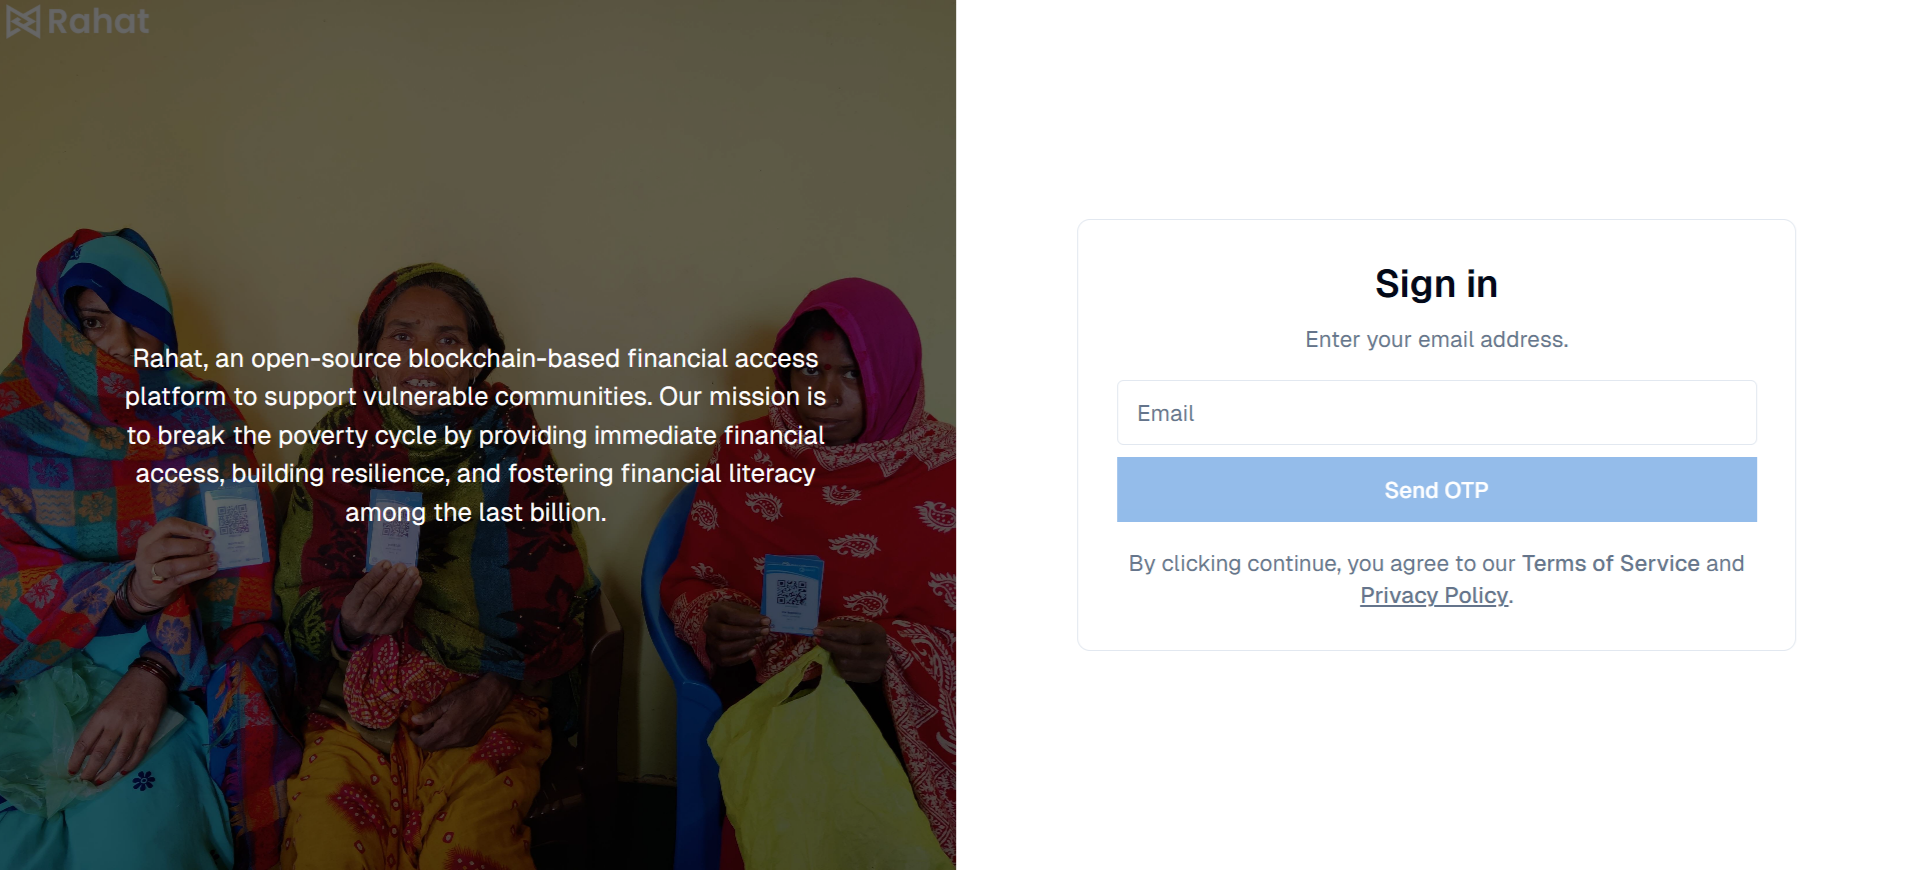 Rahat
Rahat, an open-source blockchain-based financial access
platform to support vulnerable communities. Our mission is
to break the poverty cycle by providing immediate financial
access, building resilience, and fostering financial literacy
among the last billion.
Sign in
Enter your email address.
Email
Send OTP
By clicking continue, you agree to our Terms of Service and
Privacy Policy.